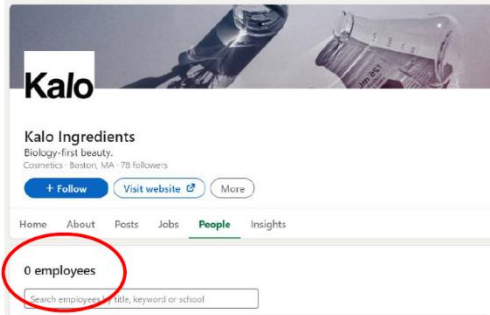 Kalo
Kalo Ingredients
Biology-first beauty.
Cosmetics · Boston, MA · 78 followers
+ Follow
Visit website
More
Home About Posts Jobs People Insights
0 employees
Search employees by title, keyword or school